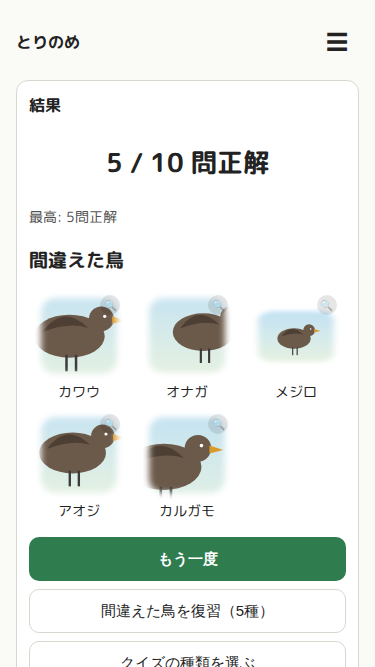 とりのめ
結果
5 / 10 問正解
最高: 5問正解
間違えた鳥
カワウ
オナガ
メジロ
アオジ
カルガモ
もう一度
間違えた鳥を復習（5種）
クイズの種類を選ぶ